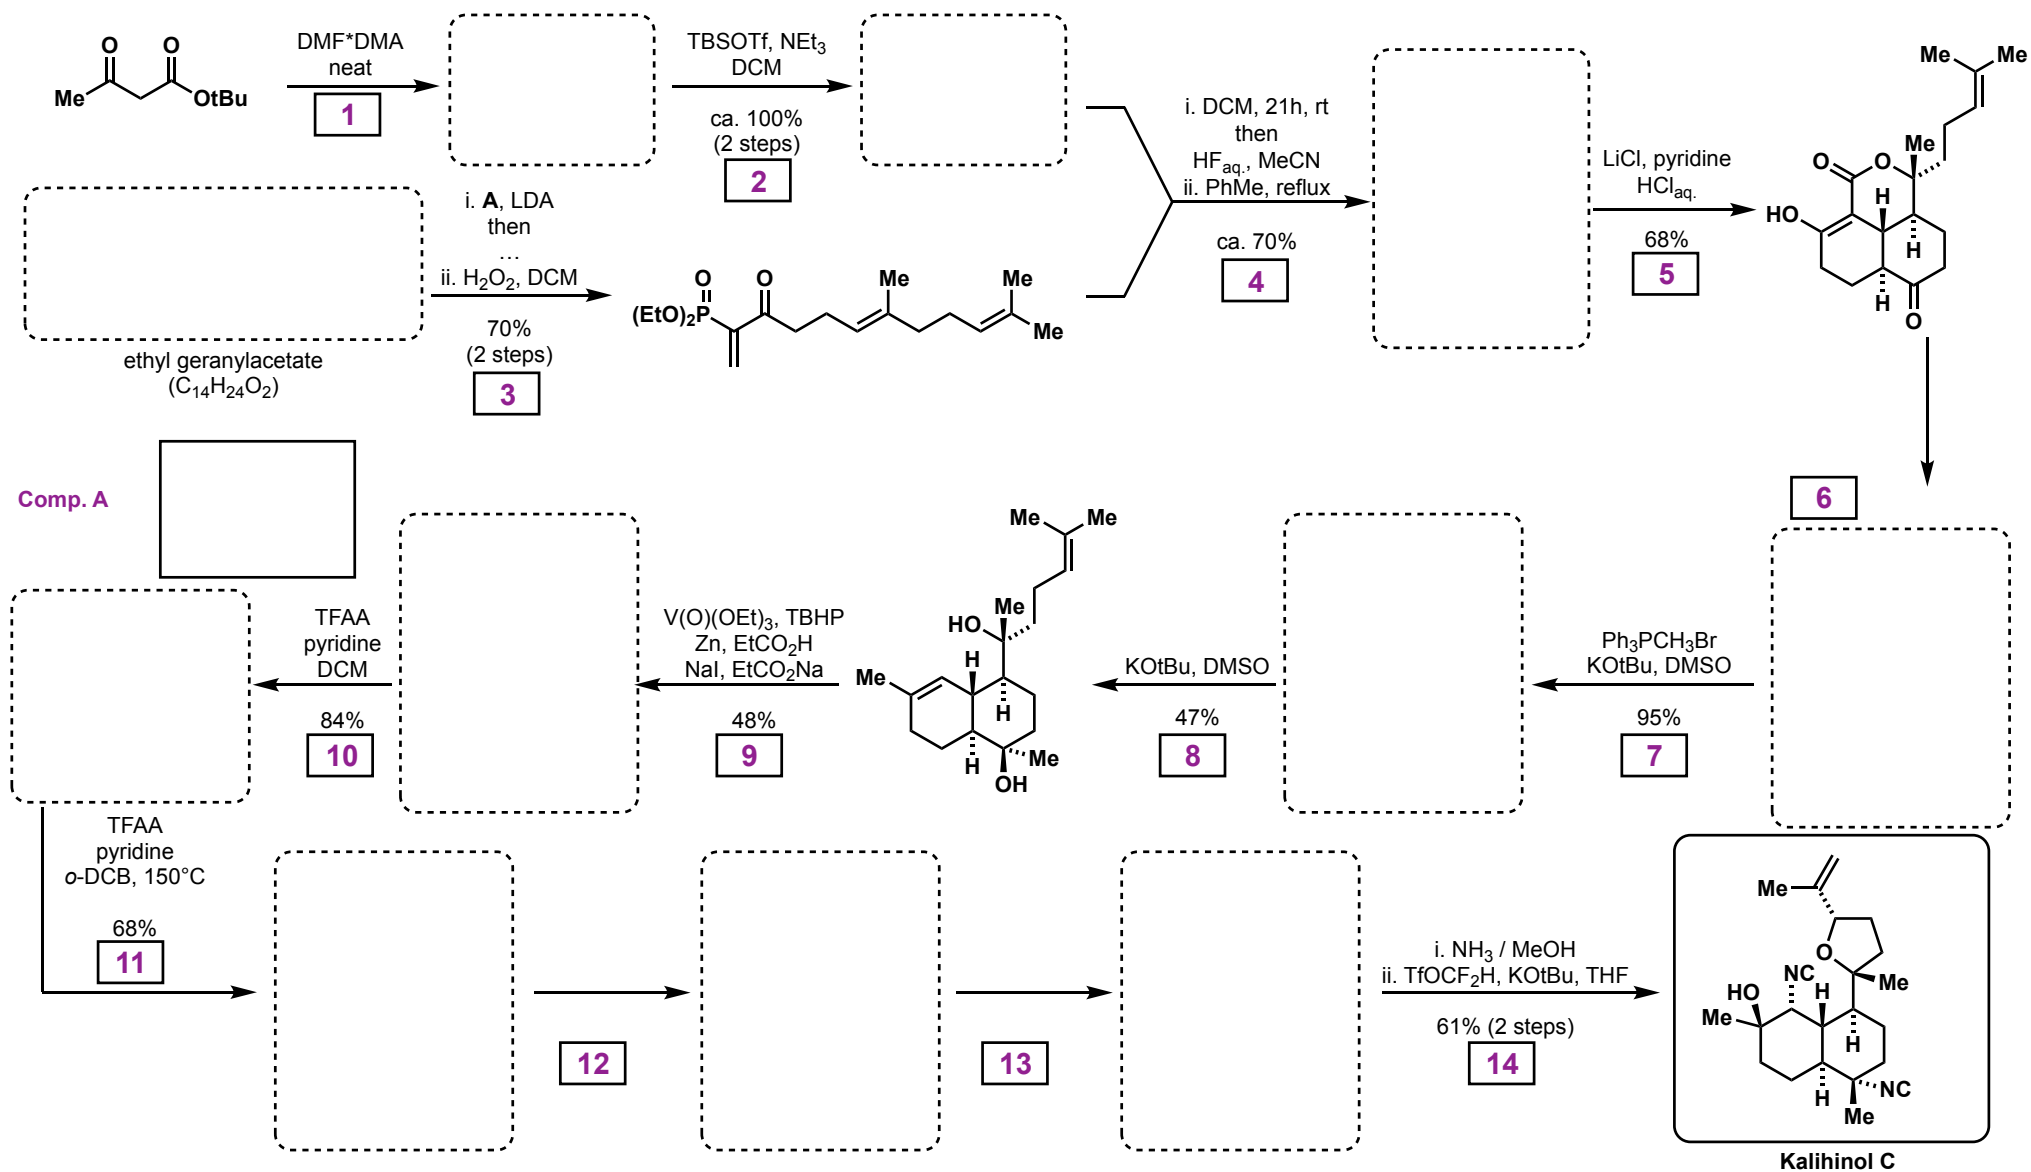 O O
Me OtBu
DMF*DMA
neat
1
TBSOTf, NEt₃
DCM
ca. 100%
(2 steps)
2
i. DCM, 21h, rt
then
HFaq., MeCN
ii. PhMe, reflux
ca. 70%
4
LiCl, pyridine
HClaq.
68%
5
Me Me
Me
O O
H
HO
H
H
O
ethyl geranylacetate
(C₁₄H₂₄O₂)
i. A, LDA
then
...
ii. H₂O₂, DCM
70%
(2 steps)
3
O O Me Me
(EtO)₂P Me
Comp. A
6
Ph₃PCH₃Br
KOtBu, DMSO
95%
7
KOtBu, DMSO
47%
8
Me Me
Me
HO
H
Me
H
Me
H
OH
V(O)(OEt)₃, TBHP
Zn, EtCO₂H
NaI, EtCO₂Na
48%
9
TFAA
pyridine
DCM
84%
10
TFAA
pyridine
o-DCB, 150°C
68%
11
12
13
i. NH₃ / MeOH
ii. TfOCF₂H, KOtBu, THF
61% (2 steps)
14
Me
O
NC Me
HO H
Me
H
NC
H
Me
Kalihinol C